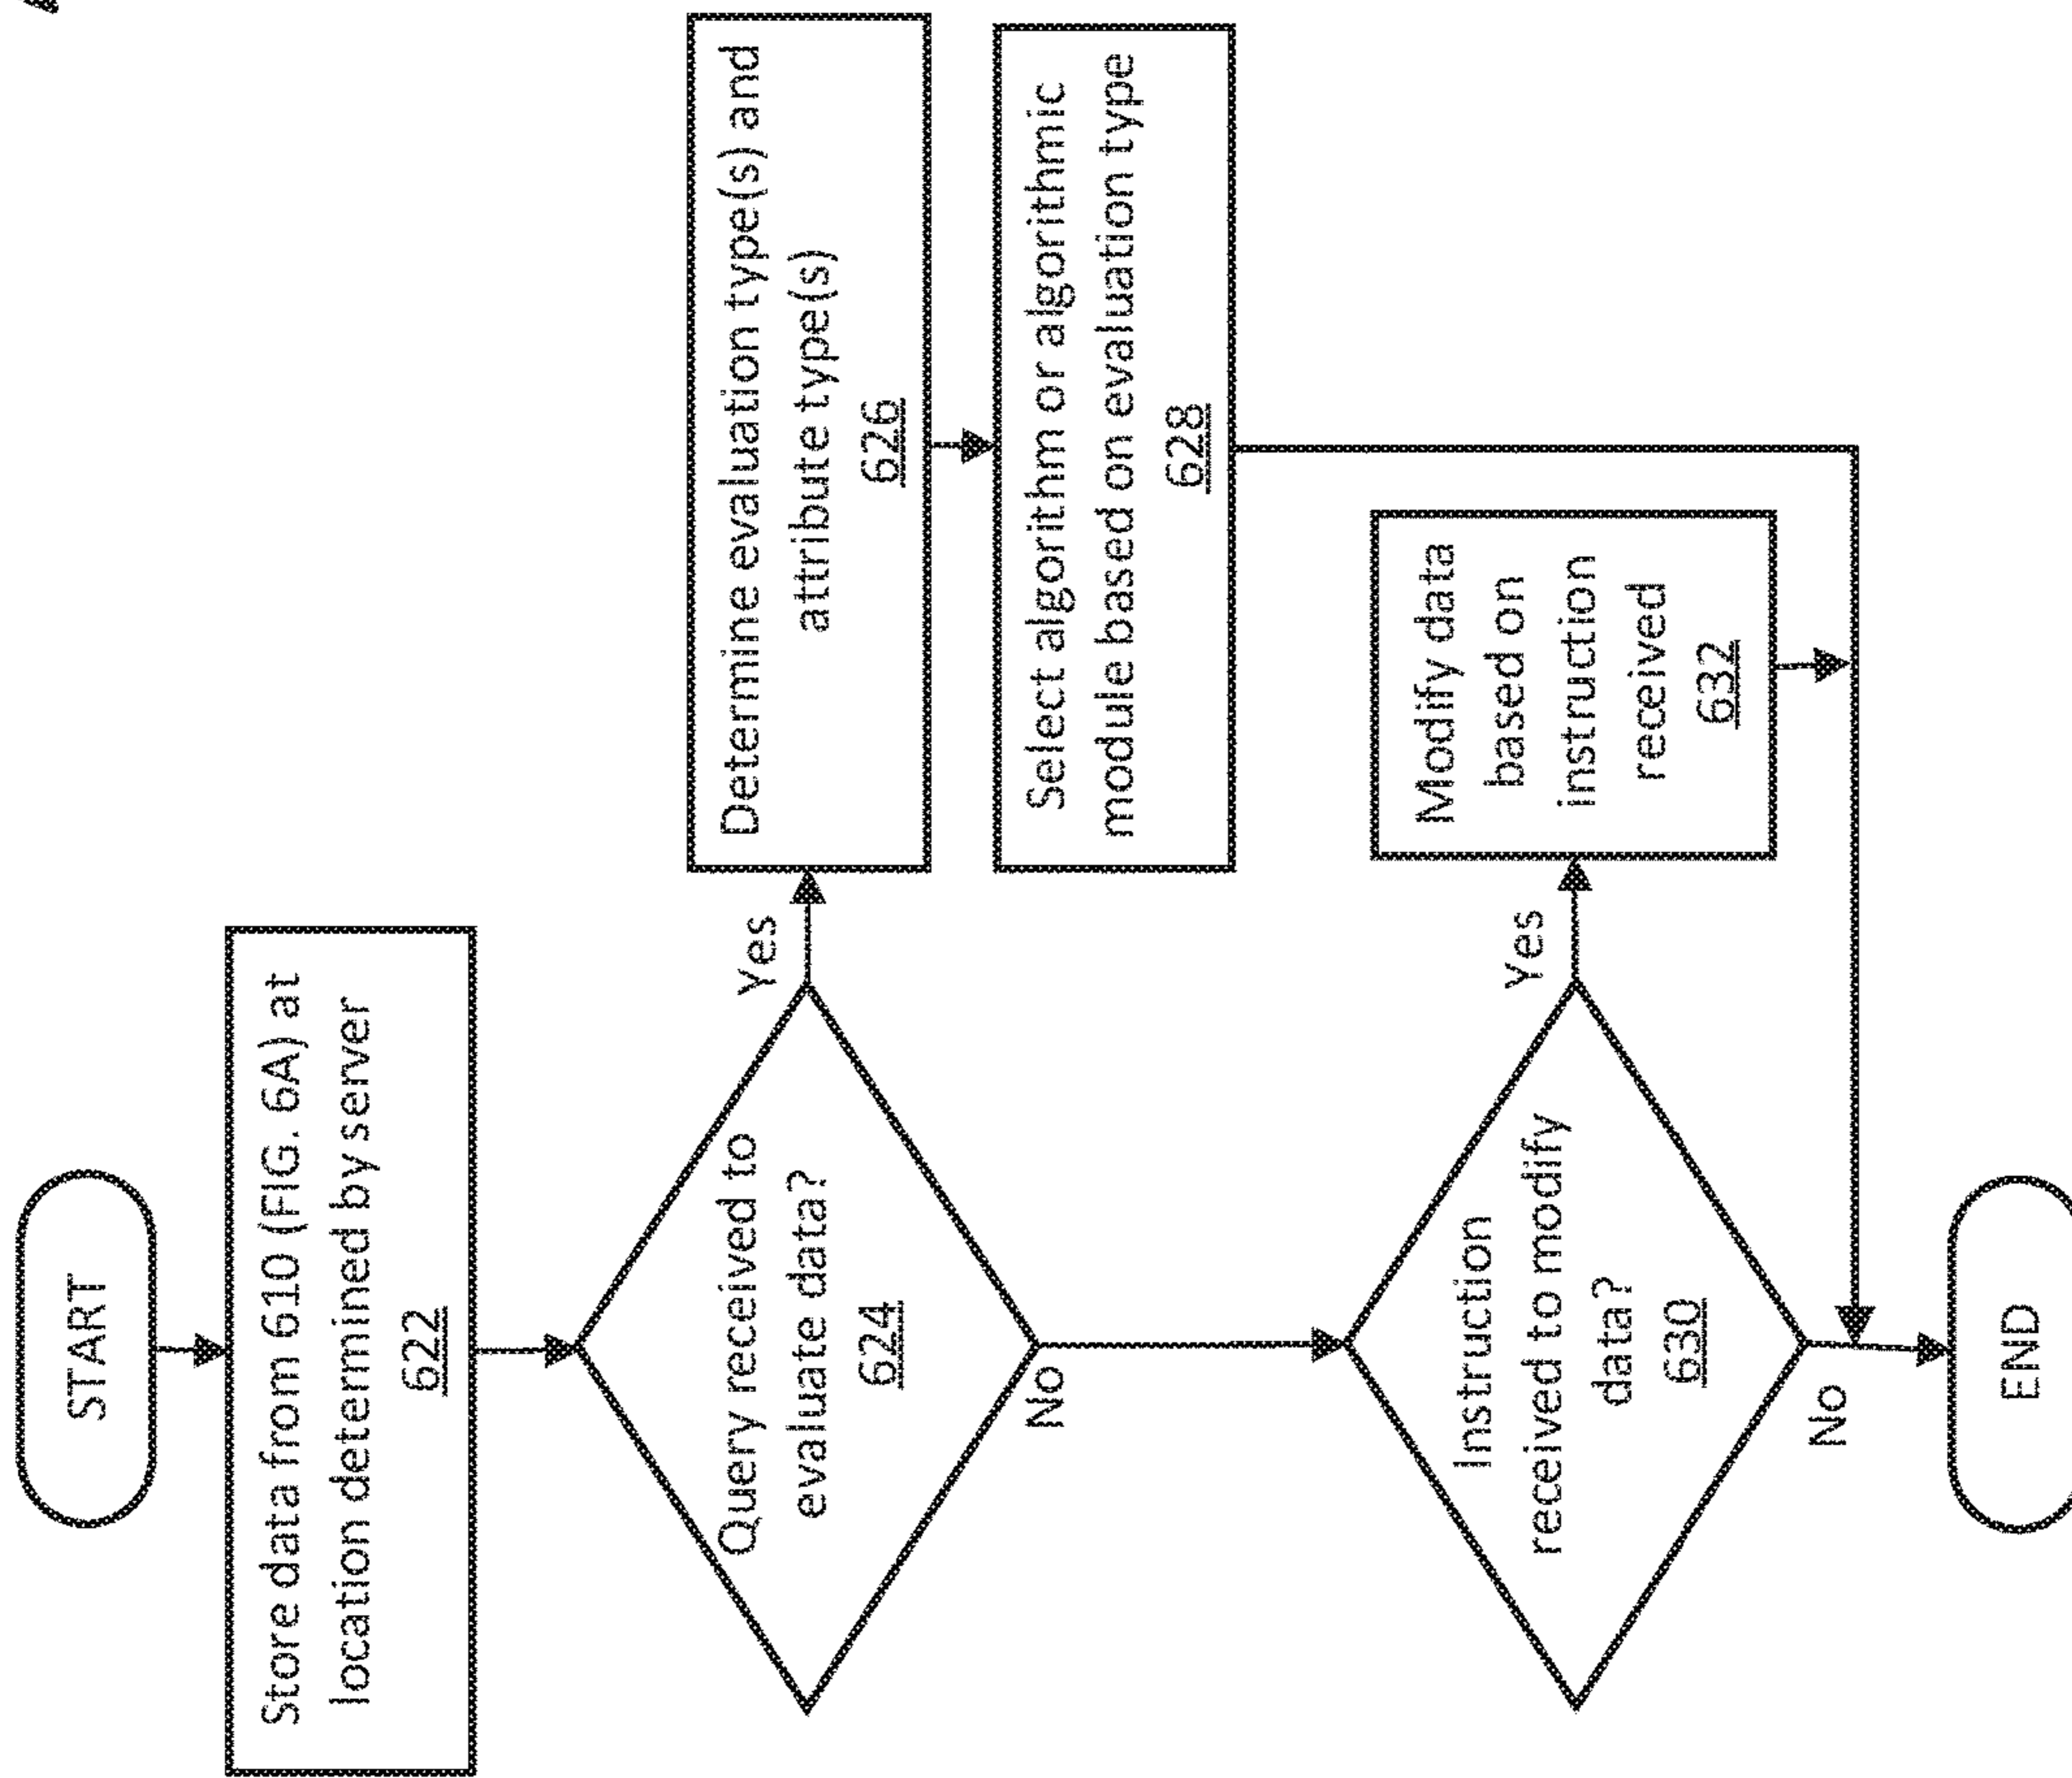 START
Store data from 610 (FIG. 6A) at
location determined by server
622
Query received to
evaluate data?
624
Yes
No
Determine evaluation type(s) and
attribute type(s)
626
Select algorithm or algorithmic
module based on evaluation type
628
Instruction
received to modify
data?
630
Yes
No
Modify data
based on
instruction
received
632
END